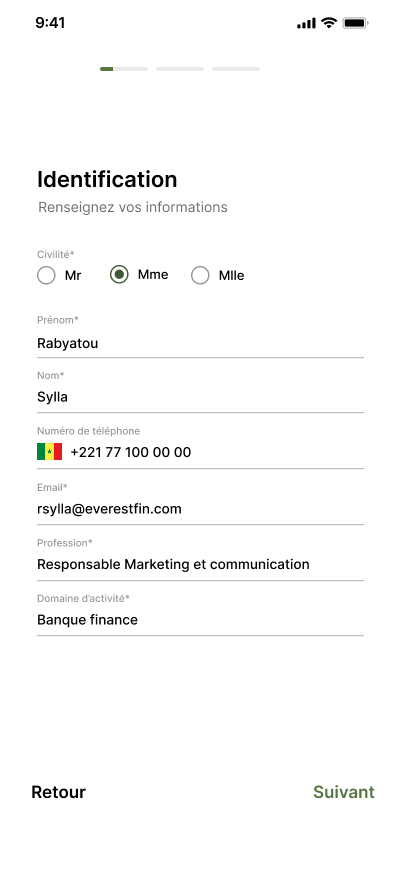 9:41
Identification
Renseignez vos informations
Civilité*
Mr Mme Mlle
Prénom*
Rabyatou
Nom*
Sylla
Numéro de téléphone
+221 77 100 00 00
Email*
rsylla@everestfin.com
Profession*
Responsable Marketing et communication
Domaine d'activité*
Banque finance
Retour Suivant